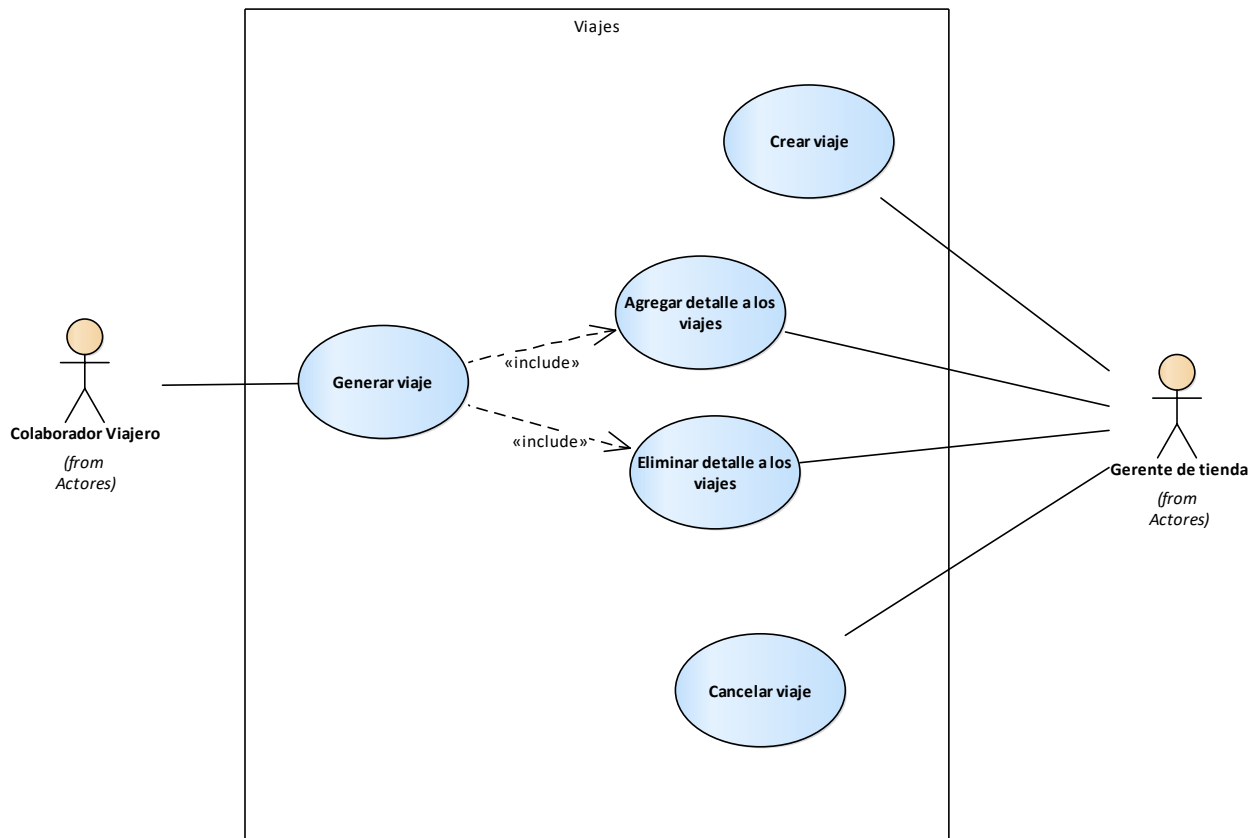 Viajes
Crear viaje
Agregar detalle a los
viajes
«include»
Generar viaje
«include»
Eliminar detalle a los
viajes
Colaborador Viajero
(from
Actores)
Gerente de tienda
(from
Actores)
Cancelar viaje